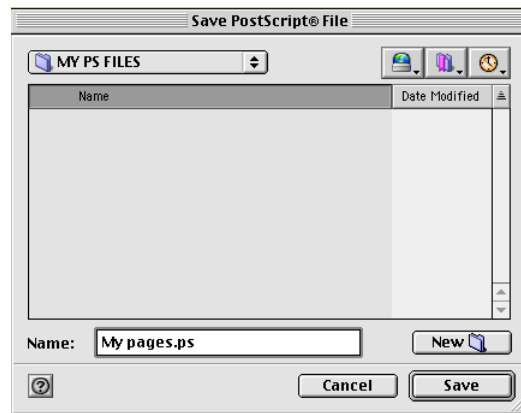 Save PostScript® File
MY PS FILES
Name Date Modified
Name: My pages.ps New
? Cancel Save